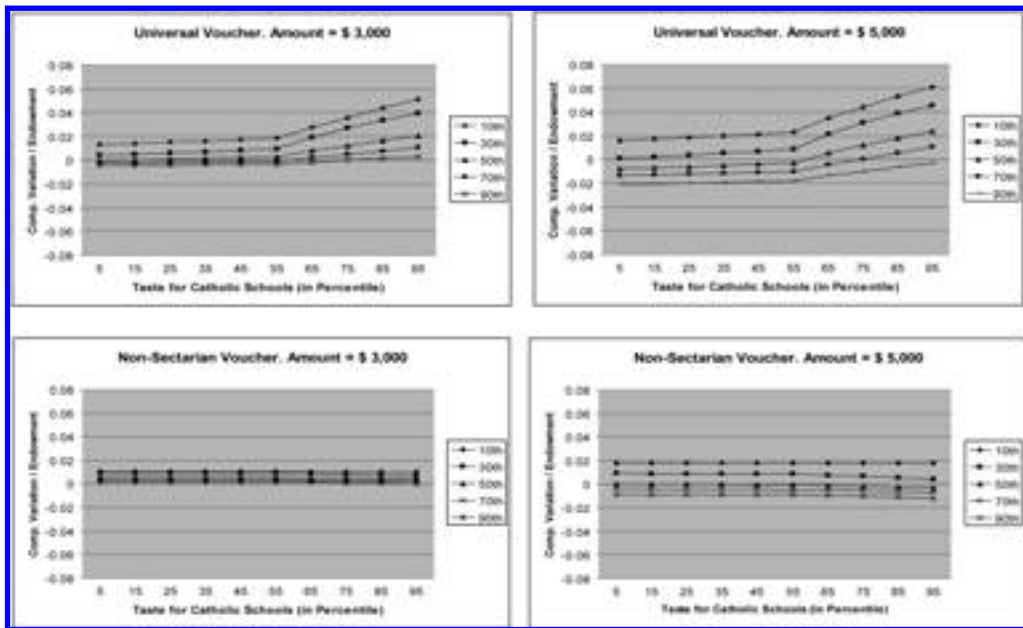 Universal Voucher. Amount = $ 3,000
Comp. Variation / Endowment
0.08
0.06
0.04
0.02
0
-0.02
-0.04
-0.06
-0.08
5 15 25 35 45 55 65 75 85 95
Taste for Catholic Schools (in Percentile)
10th
30th
50th
70th
90th
Universal Voucher. Amount = $ 5,000
Comp. Variation / Endowment
0.08
0.06
0.04
0.02
0
-0.02
-0.04
-0.06
-0.08
5 15 25 35 45 55 65 75 85 95
Taste for Catholic Schools (in Percentile)
10th
30th
50th
70th
90th
Non-Sectarian Voucher. Amount = $ 3,000
Comp. Variation / Endowment
0.08
0.06
0.04
0.02
0
-0.02
-0.04
-0.06
-0.08
5 15 25 35 45 55 65 75 85 95
Taste for Catholic Schools (in Percentile)
10th
30th
50th
70th
90th
Non-Sectarian Voucher. Amount = $ 5,000
Comp. Variation / Endowment
0.08
0.06
0.04
0.02
0
-0.02
-0.04
-0.06
-0.08
5 15 25 35 45 55 65 75 85 95
Taste for Catholic Schools (in Percentile)
10th
30th
50th
70th
90th